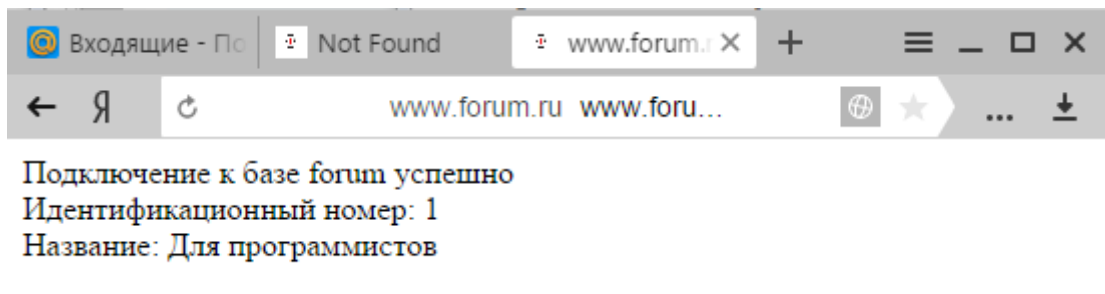 Входящие - По Not Found www.forum.r
Я www.forum.ru www.foru...
Подключение к базе forum успешно
Идентификационный номер: 1
Название: Для программистов